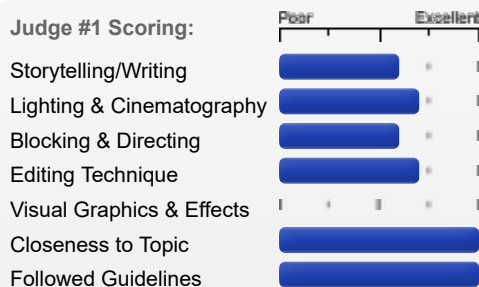 Poor Excellent
Judge #1 Scoring:
Storytelling/Writing
Lighting & Cinematography
Blocking & Directing
Editing Technique
Visual Graphics & Effects
Closeness to Topic
Followed Guidelines